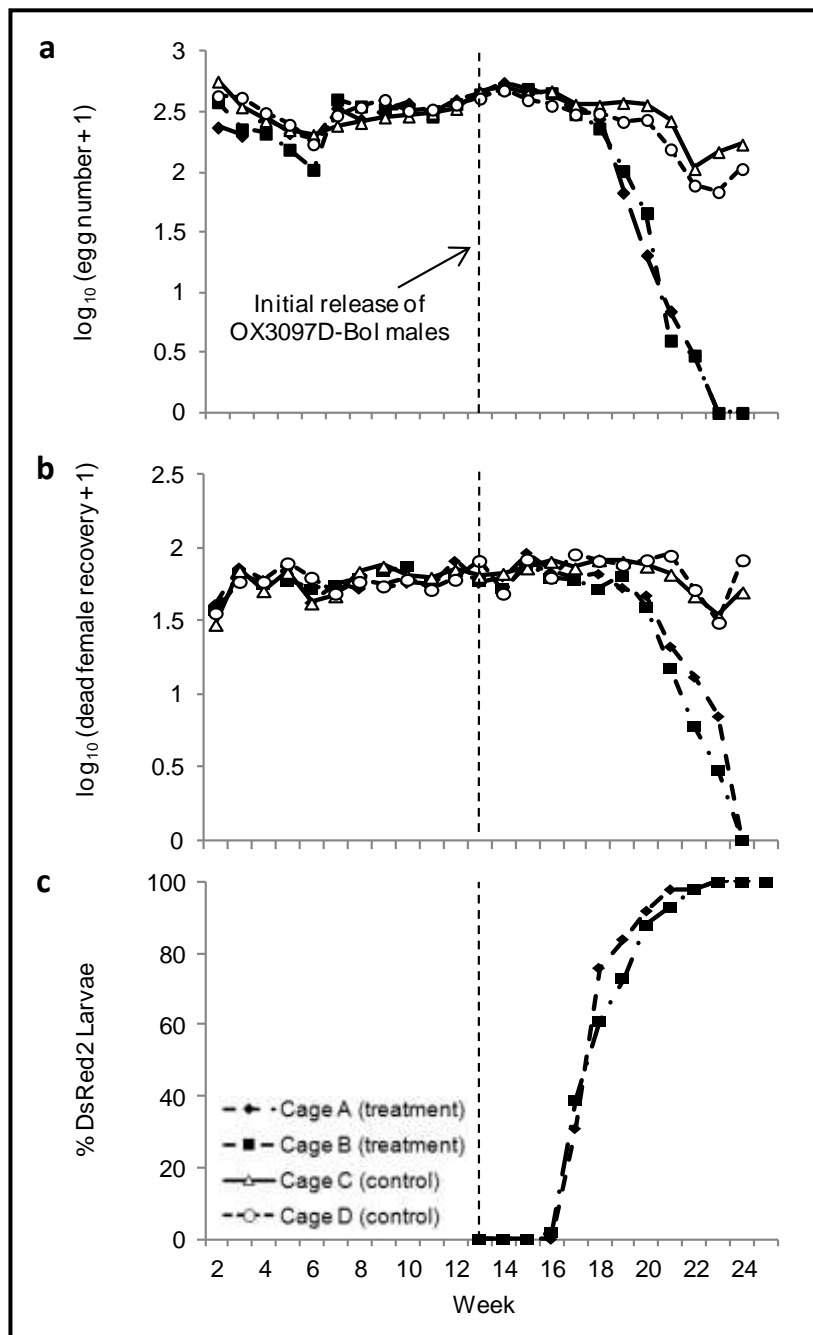 a
log₁₀ (egg number + 1)
3
2.5
2
1.5
1
0.5
0
Initial release of
OX3097D-Bol males
b
log₁₀ (dead female recovery + 1)
2.5
2
1.5
1
0.5
0
c
% DsRed2 Larvae
100
80
60
40
20
0
Cage A (treatment)
Cage B (treatment)
Cage C (control)
Cage D (control)
2 4 6 8 10 12 14 16 18 20 22 24
Week